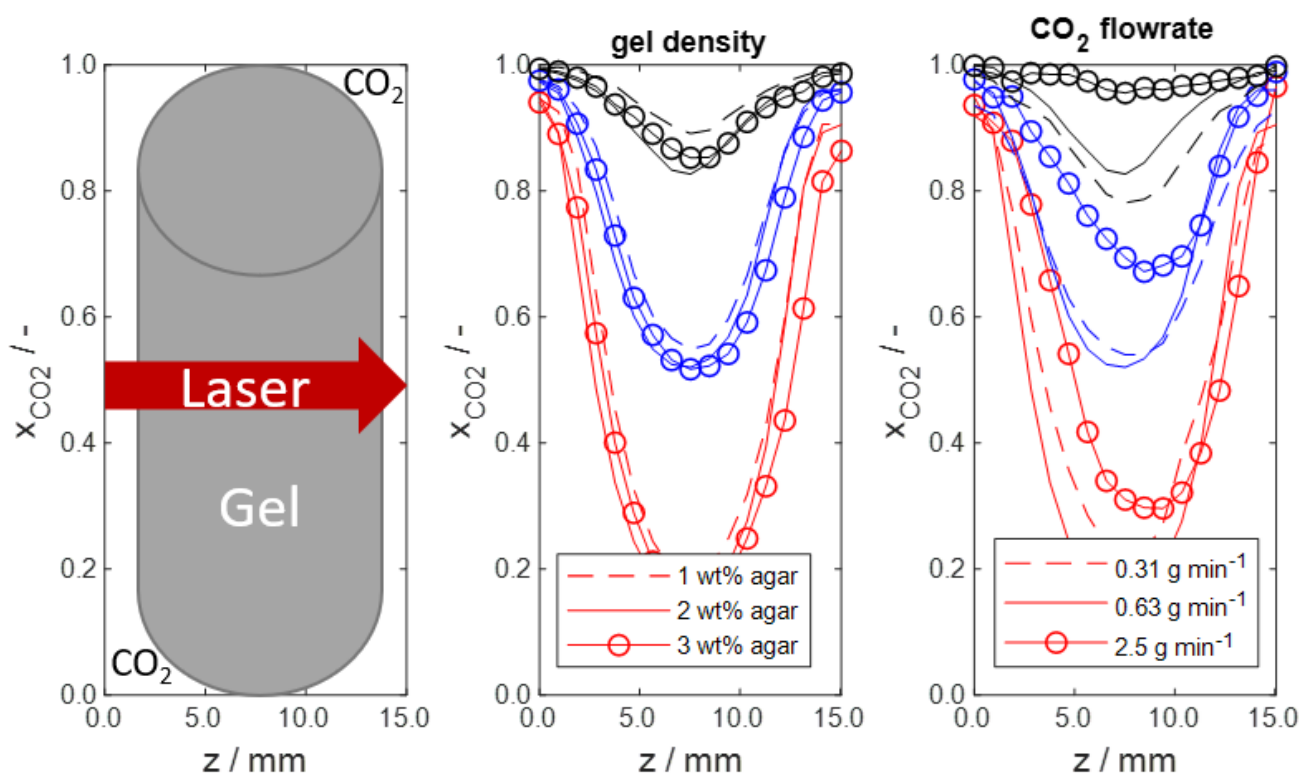 x_CO2 / -
1.0
0.8
0.6
0.4
0.2
0.0
CO₂
Laser
Gel
CO₂
0.0 5.0 10.0 15.0
z / mm
gel density
x_CO2 / -
1.0
0.8
0.6
0.4
0.2
0.0
1 wt% agar
2 wt% agar
3 wt% agar
0.0 5.0 10.0 15.0
z / mm
CO₂ flowrate
x_CO2 / -
1.0
0.8
0.6
0.4
0.2
0.0
0.31 g min⁻¹
0.63 g min⁻¹
2.5 g min⁻¹
0.0 5.0 10.0 15.0
z / mm